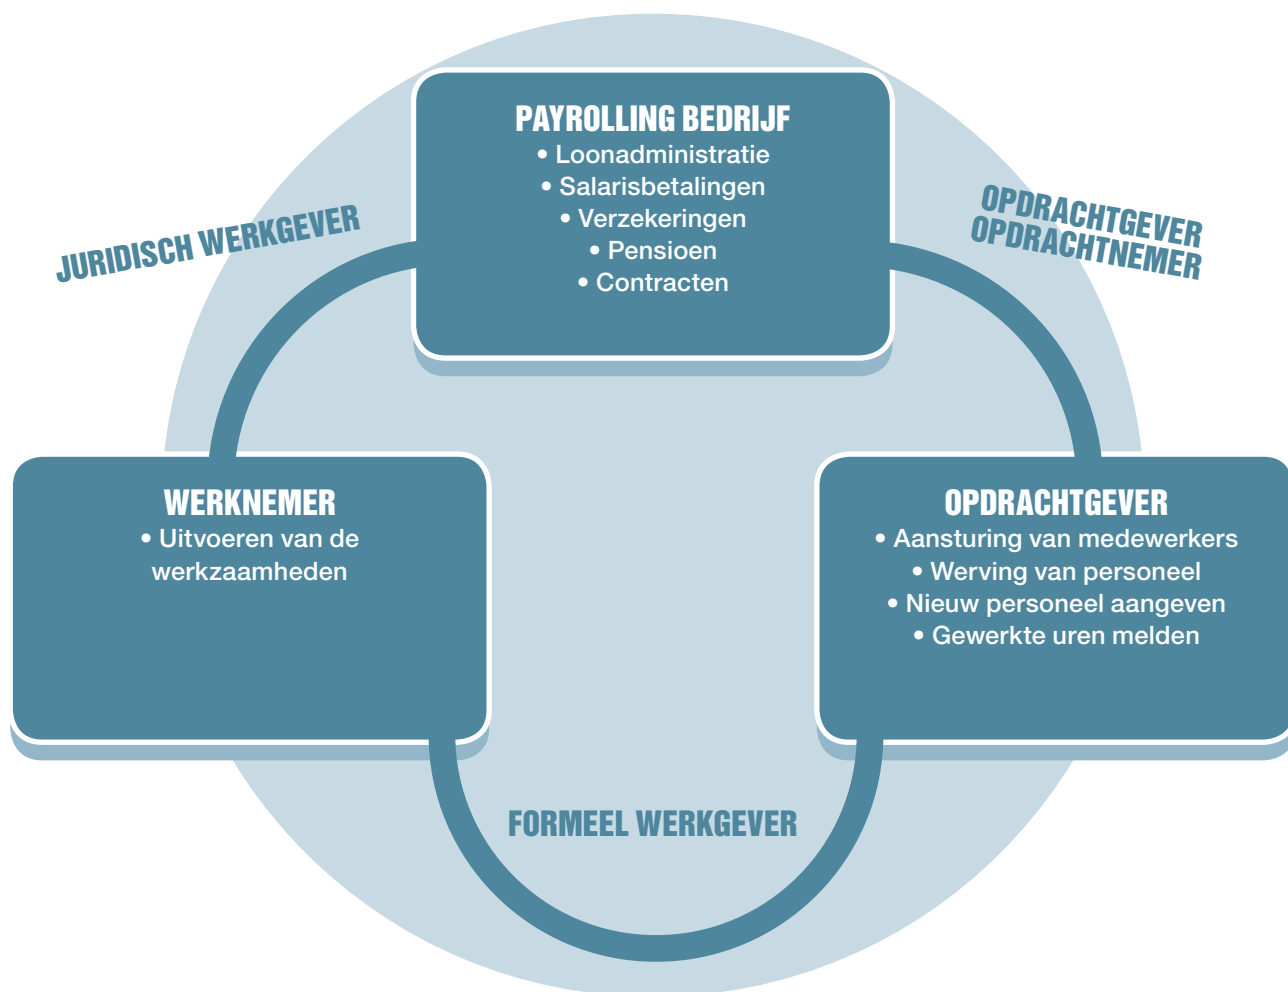 PAYROLLING BEDRIJF
• Loonadministratie
• Salarisbetalingen
• Verzekeringen
• Pensioen
• Contracten
JURIDISCH WERKGEVER
OPDRACHTGEVER
OPDRACHTNEMER
WERKNEMER
• Uitvoeren van de
werkzaamheden
OPDRACHTGEVER
• Aansturing van medewerkers
• Werving van personeel
• Nieuw personeel aangeven
• Gewerkte uren melden
FORMEEL WERKGEVER